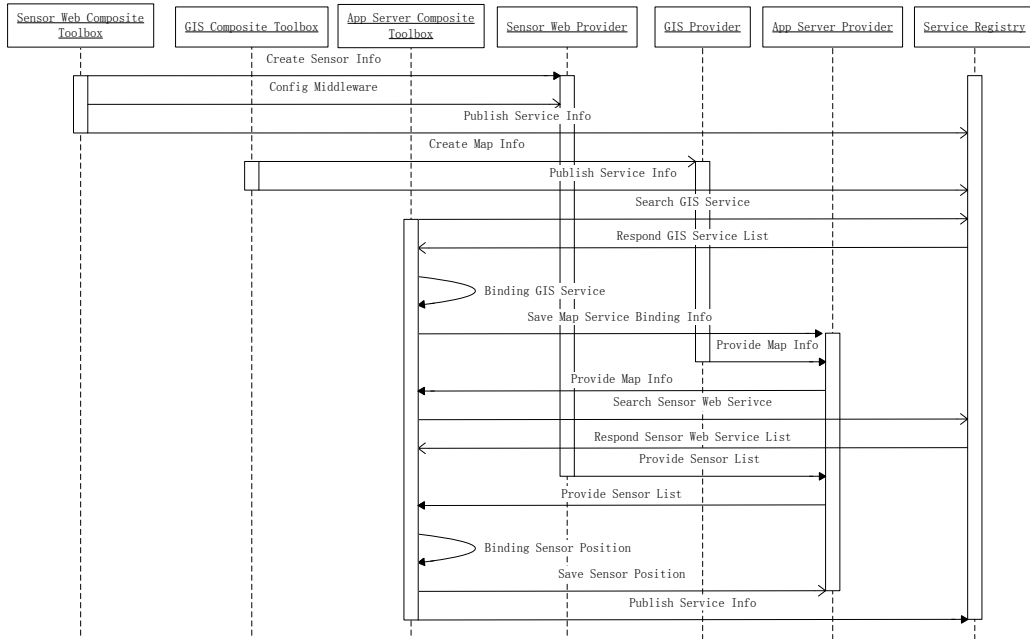 Sensor Web Composite
Toolbox
GIS Composite Toolbox
App Server Composite
Toolbox
Sensor Web Provider
GIS Provider
App Server Provider
Service Registry
Create Sensor Info
Config Middleware
Publish Service Info
Create Map Info
Publish Service Info
Search GIS Service
Respond GIS Service List
Binding GIS Service
Save Map Service Binding Info
Provide Map Info
Provide Map Info
Search Sensor Web Serivce
Respond Sensor Web Service List
Provide Sensor List
Provide Sensor List
Binding Sensor Position
Save Sensor Position
Publish Service Info